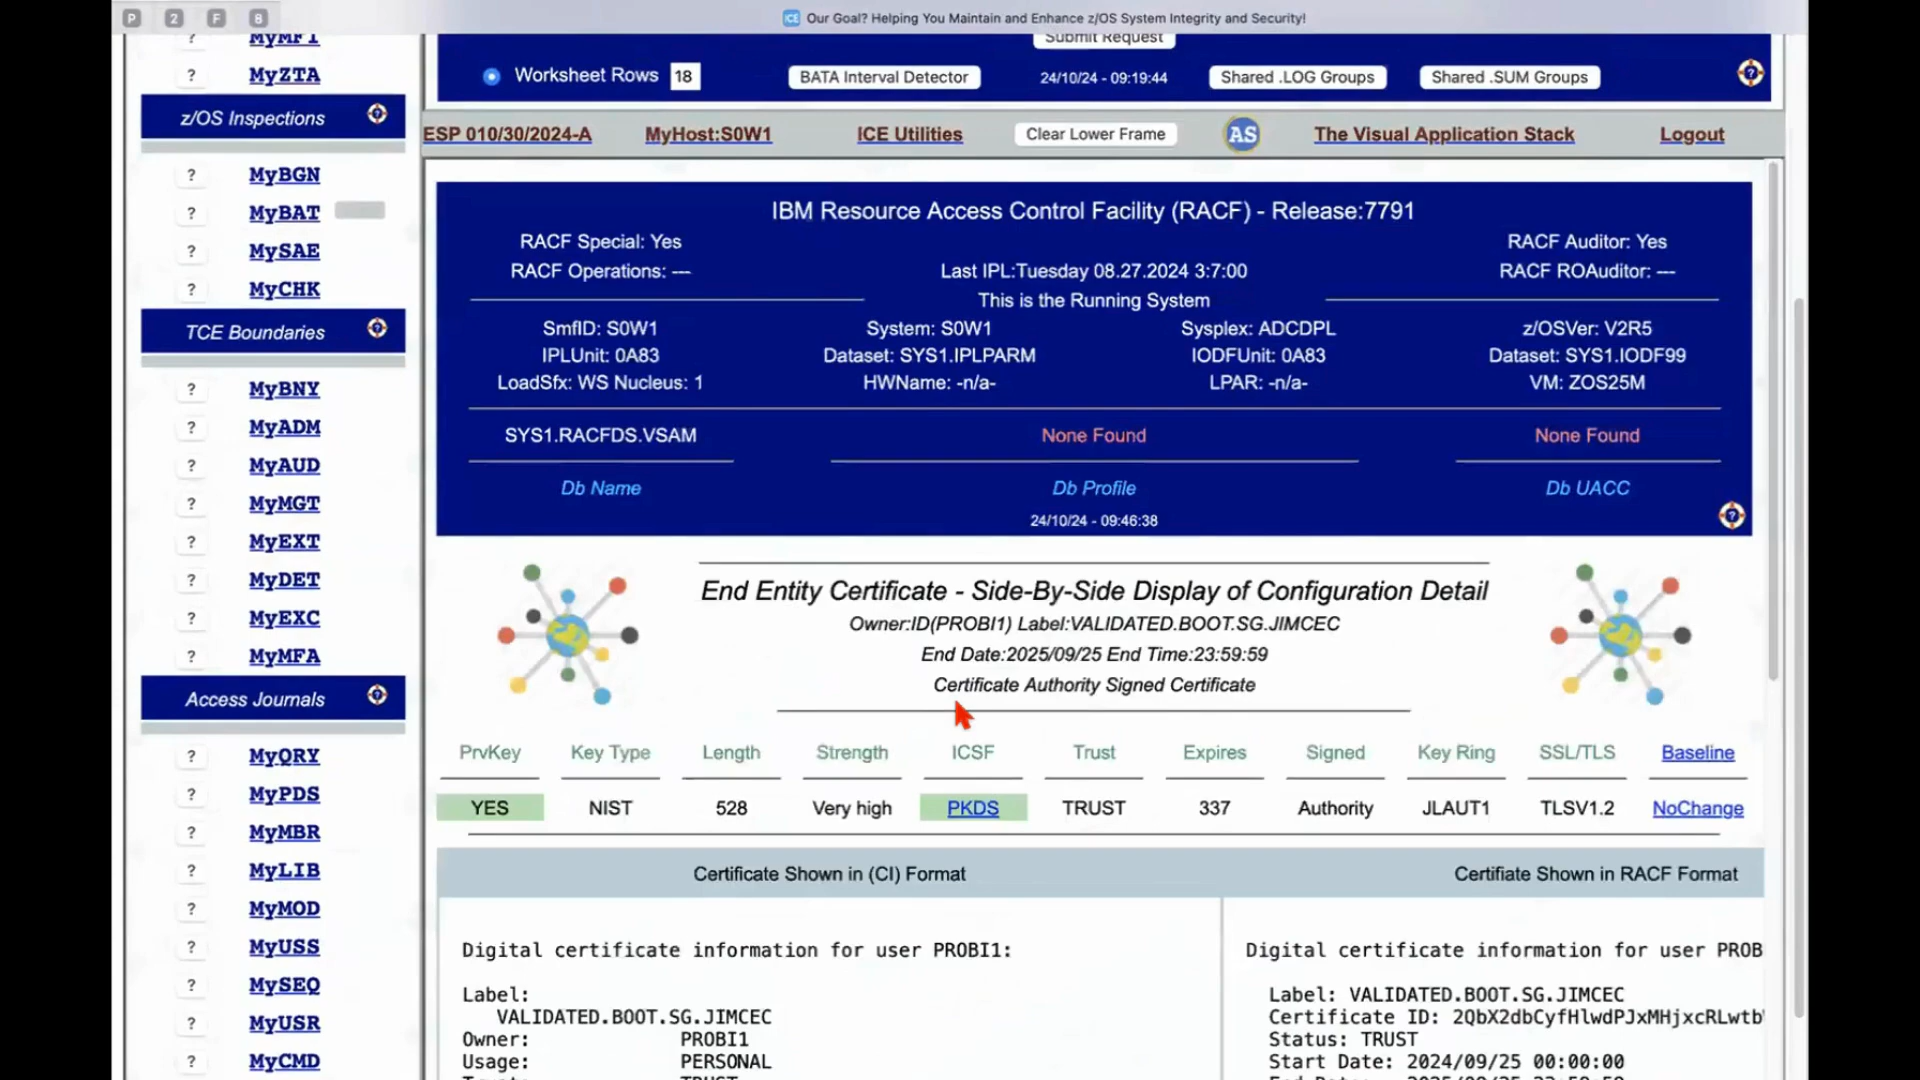 P 2 F 8
ICE Our Goal? Helping You Maintain and Enhance z/OS System Integrity and Security!
? MyMFT
? MyZTA
z/OS Inspections
? MyBGN
? MyBAT
? MySAE
? MyCHK
TCE Boundaries
? MyBNY
? MyADM
? MyAUD
? MyMGT
? MyEXT
? MyDET
? MyEXC
? MyMFA
Access Journals
? MyQRY
? MyPDS
? MyMBR
? MyLIB
? MyMOD
? MyUSS
? MySEQ
? MyUSR
? MyCMD
Submit Request
Worksheet Rows 18 BATA Interval Detector 24/10/24 - 09:19:44 Shared .LOG Groups Shared .SUM Groups ?
ESP 010/30/2024-A MyHost:S0W1 ICE Utilities Clear Lower Frame AS The Visual Application Stack Logout
IBM Resource Access Control Facility (RACF) - Release:7791
RACF Special: Yes RACF Auditor: Yes
RACF Operations: --- Last IPL:Tuesday 08.27.2024 3:7:00 RACF ROAuditor: ---
This is the Running System
SmfID: S0W1 System: S0W1 Sysplex: ADCDPL z/OSVer: V2R5
IPLUnit: 0A83 Dataset: SYS1.IPLPARM IODFUnit: 0A83 Dataset: SYS1.IODF99
LoadSfx: WS Nucleus: 1 HWName: -n/a- LPAR: -n/a- VM: ZOS25M
SYS1.RACFDS.VSAM None Found None Found
Db Name Db Profile Db UACC
24/10/24 - 09:46:38 ?
End Entity Certificate - Side-By-Side Display of Configuration Detail
Owner:ID(PROBI1) Label:VALIDATED.BOOT.SG.JIMCEC
End Date:2025/09/25 End Time:23:59:59
Certificate Authority Signed Certificate
PrvKey Key Type Length Strength ICSF Trust Expires Signed Key Ring SSL/TLS Baseline
YES NIST 528 Very high PKDS TRUST 337 Authority JLAUT1 TLSV1.2 NoChange
Certificate Shown in (CI) Format Certifiate Shown in RACF Format
Digital certificate information for user PROBI1:
Label:
VALIDATED.BOOT.SG.JIMCEC
Owner: PROBI1
Usage: PERSONAL
Digital certificate information for user PROB
Label: VALIDATED.BOOT.SG.JIMCEC
Certificate ID: 2QbX2dbCyfHlwdPJxMHjxcRLwtb
Status: TRUST
Start Date: 2024/09/25 00:00:00